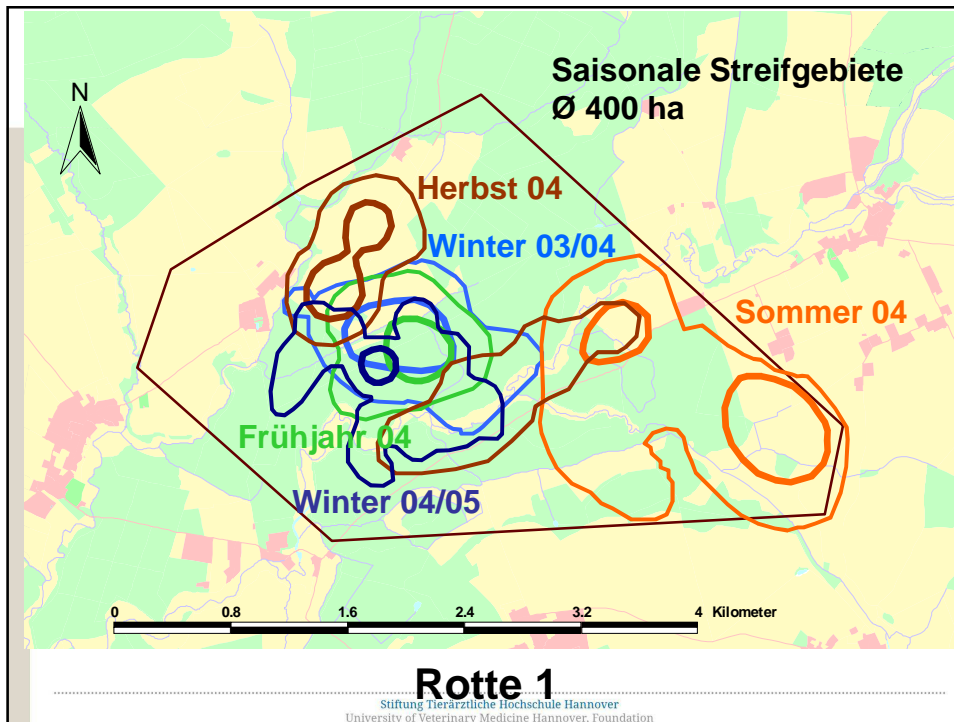 Saisonale Streifgebiete
Ø 400 ha
N
Herbst 04
Winter 03/04
Sommer 04
Frühjahr 04
Winter 04/05
0 0.8 1.6 2.4 3.2 4 Kilometer
Rotte 1
Stiftung Tierärztliche Hochschule Hannover
University of Veterinary Medicine Hannover, Foundation